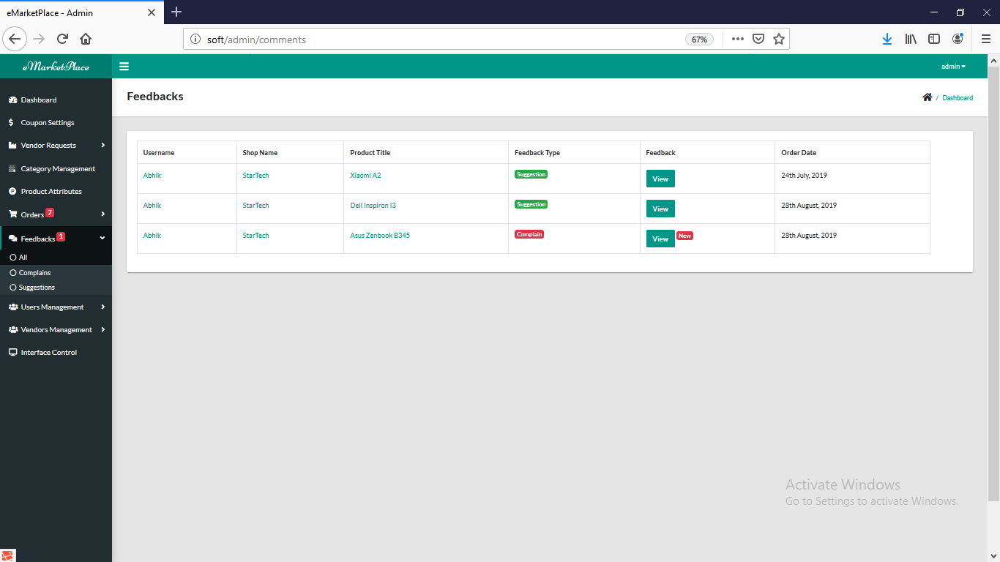 eMarketPlace - Admin
soft/admin/comments
67%
eMarketPlace
admin
Feedbacks
/ Dashboard
Dashboard
Coupon Settings
Vendor Requests
Category Management
Product Attributes
Orders 7
Feedbacks 1
All
Complains
Suggestions
Users Management
Vendors Management
Interface Control
Username Shop Name Product Title Feedback Type Feedback Order Date
Abhik StarTech Xiaomi A2 Suggestion View 24th July, 2019
Abhik StarTech Dell Inspiron I3 Suggestion View 28th August, 2019
Abhik StarTech Asus Zenbook B345 Complain View New 28th August, 2019
Activate Windows
Go to Settings to activate Windows.